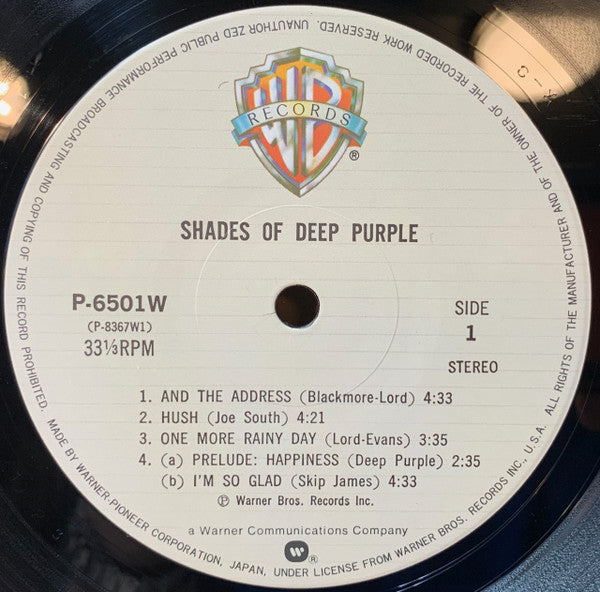 WB
RECORDS
®
SHADES OF DEEP PURPLE
P-6501W
(P-8367W1)
33⅓RPM
SIDE
1
STEREO
1. AND THE ADDRESS (Blackmore-Lord) 4:33
2. HUSH (Joe South) 4:21
3. ONE MORE RAINY DAY (Lord-Evans) 3:35
4. (a) PRELUDE: HAPPINESS (Deep Purple) 2:35
(b) I'M SO GLAD (Skip James) 4:33
Ⓟ Warner Bros. Records Inc.
a Warner Communications Company
®
ALL RIGHTS OF THE MANUFACTURER AND OF THE OWNER OF THE RECORDED WORK RESERVED. UNAUTHORIZED PUBLIC PERFORMANCE BROADCASTING AND COPYING OF THIS RECORD PROHIBITED.
MADE BY WARNER-PIONEER CORPORATION, JAPAN, UNDER LICENSE FROM WARNER BROS. RECORDS INC., U.S.A.